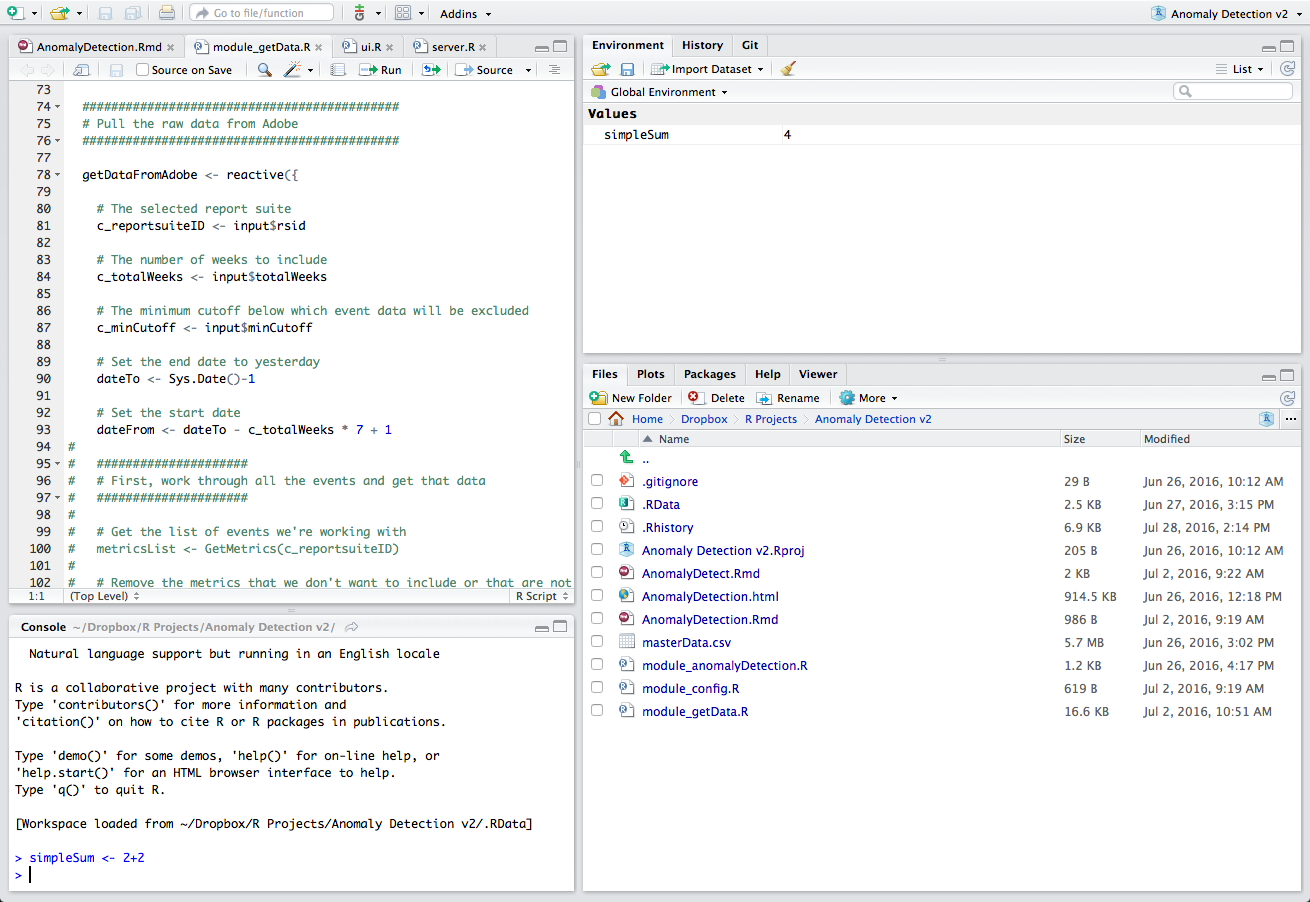 Go to file/function
Addins
Anomaly Detection v2
AnomalyDetection.Rmd
module_getData.R
ui.R
server.R
Source on Save
Run
Source
73
74 ############################################
75 # Pull the raw data from Adobe
76 ############################################
77
78 getDataFromAdobe <- reactive({
79
80 # The selected report suite
81 c_reportsuiteID <- input$rsid
82
83 # The number of weeks to include
84 c_totalWeeks <- input$totalWeeks
85
86 # The minimum cutoff below which event data will be excluded
87 c_minCutoff <- input$minCutoff
88
89 # Set the end date to yesterday
90 dateTo <- Sys.Date()-1
91
92 # Set the start date
93 dateFrom <- dateTo - c_totalWeeks * 7 + 1
94 #
95 # #####################
96 # # First, work through all the events and get that data
97 # #####################
98 #
99 # # Get the list of events we're working with
100 # metricsList <- GetMetrics(c_reportsuiteID)
101 #
102 # # Remove the metrics that we don't want to include or that are not
1:1 (Top Level) R Script
Console ~/Dropbox/R Projects/Anomaly Detection v2/
Natural language support but running in an English locale
R is a collaborative project with many contributors.
Type 'contributors()' for more information and
'citation()' on how to cite R or R packages in publications.
Type 'demo()' for some demos, 'help()' for on-line help, or
'help.start()' for an HTML browser interface to help.
Type 'q()' to quit R.
[Workspace loaded from ~/Dropbox/R Projects/Anomaly Detection v2/.RData]
> simpleSum <- 2+2
>
Environment History Git
Import Dataset
List
Global Environment
Values
simpleSum 4
Files Plots Packages Help Viewer
New Folder Delete Rename More
Home Dropbox R Projects Anomaly Detection v2
Name Size Modified
..
.gitignore 29 B Jun 26, 2016, 10:12 AM
.RData 2.5 KB Jun 27, 2016, 3:15 PM
.Rhistory 6.9 KB Jul 28, 2016, 2:14 PM
Anomaly Detection v2.Rproj 205 B Jun 26, 2016, 10:12 AM
AnomalyDetect.Rmd 2 KB Jul 2, 2016, 9:22 AM
AnomalyDetection.html 914.5 KB Jun 26, 2016, 12:18 PM
AnomalyDetection.Rmd 986 B Jul 2, 2016, 9:19 AM
masterData.csv 5.7 MB Jun 26, 2016, 3:02 PM
module_anomalyDetection.R 1.2 KB Jun 26, 2016, 4:17 PM
module_config.R 619 B Jul 2, 2016, 9:19 AM
module_getData.R 16.6 KB Jul 2, 2016, 10:51 AM